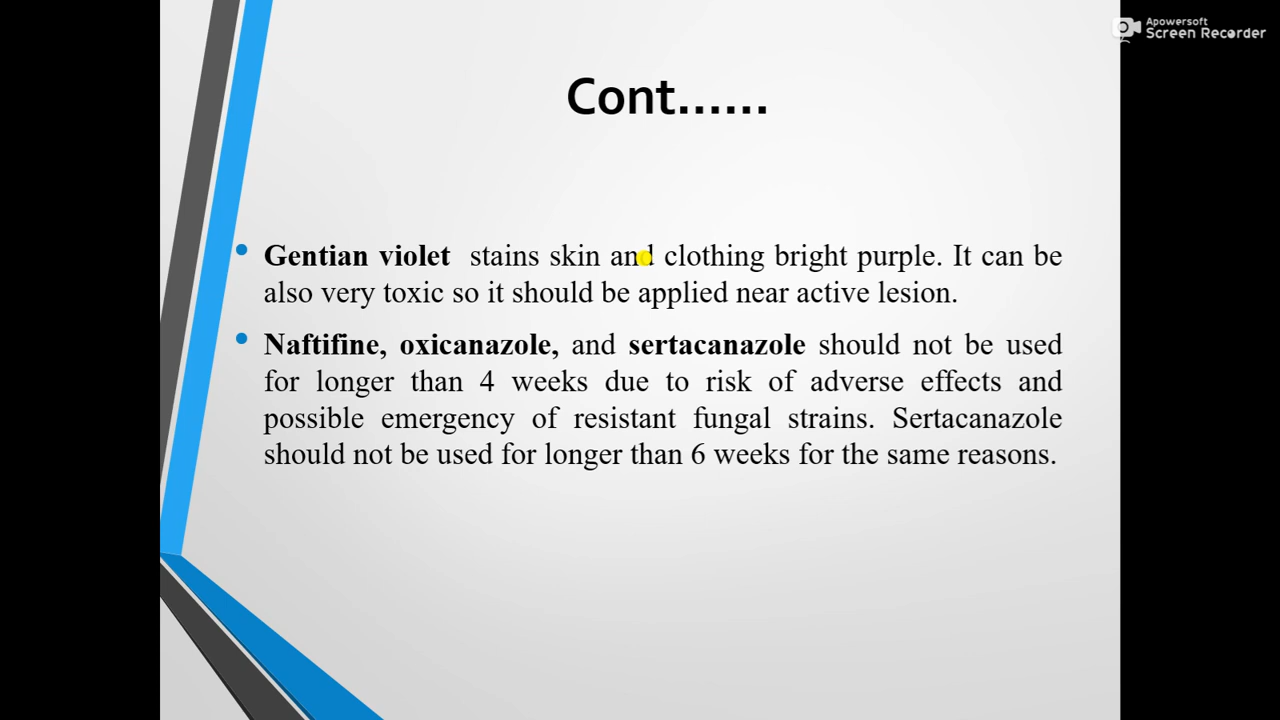 Apowersoft
Screen Recorder
Cont......
Gentian violet stains skin and clothing bright purple. It can be
also very toxic so it should be applied near active lesion.
Naftifine, oxicanazole, and sertacanazole should not be used
for longer than 4 weeks due to risk of adverse effects and
possible emergency of resistant fungal strains. Sertacanazole
should not be used for longer than 6 weeks for the same reasons.